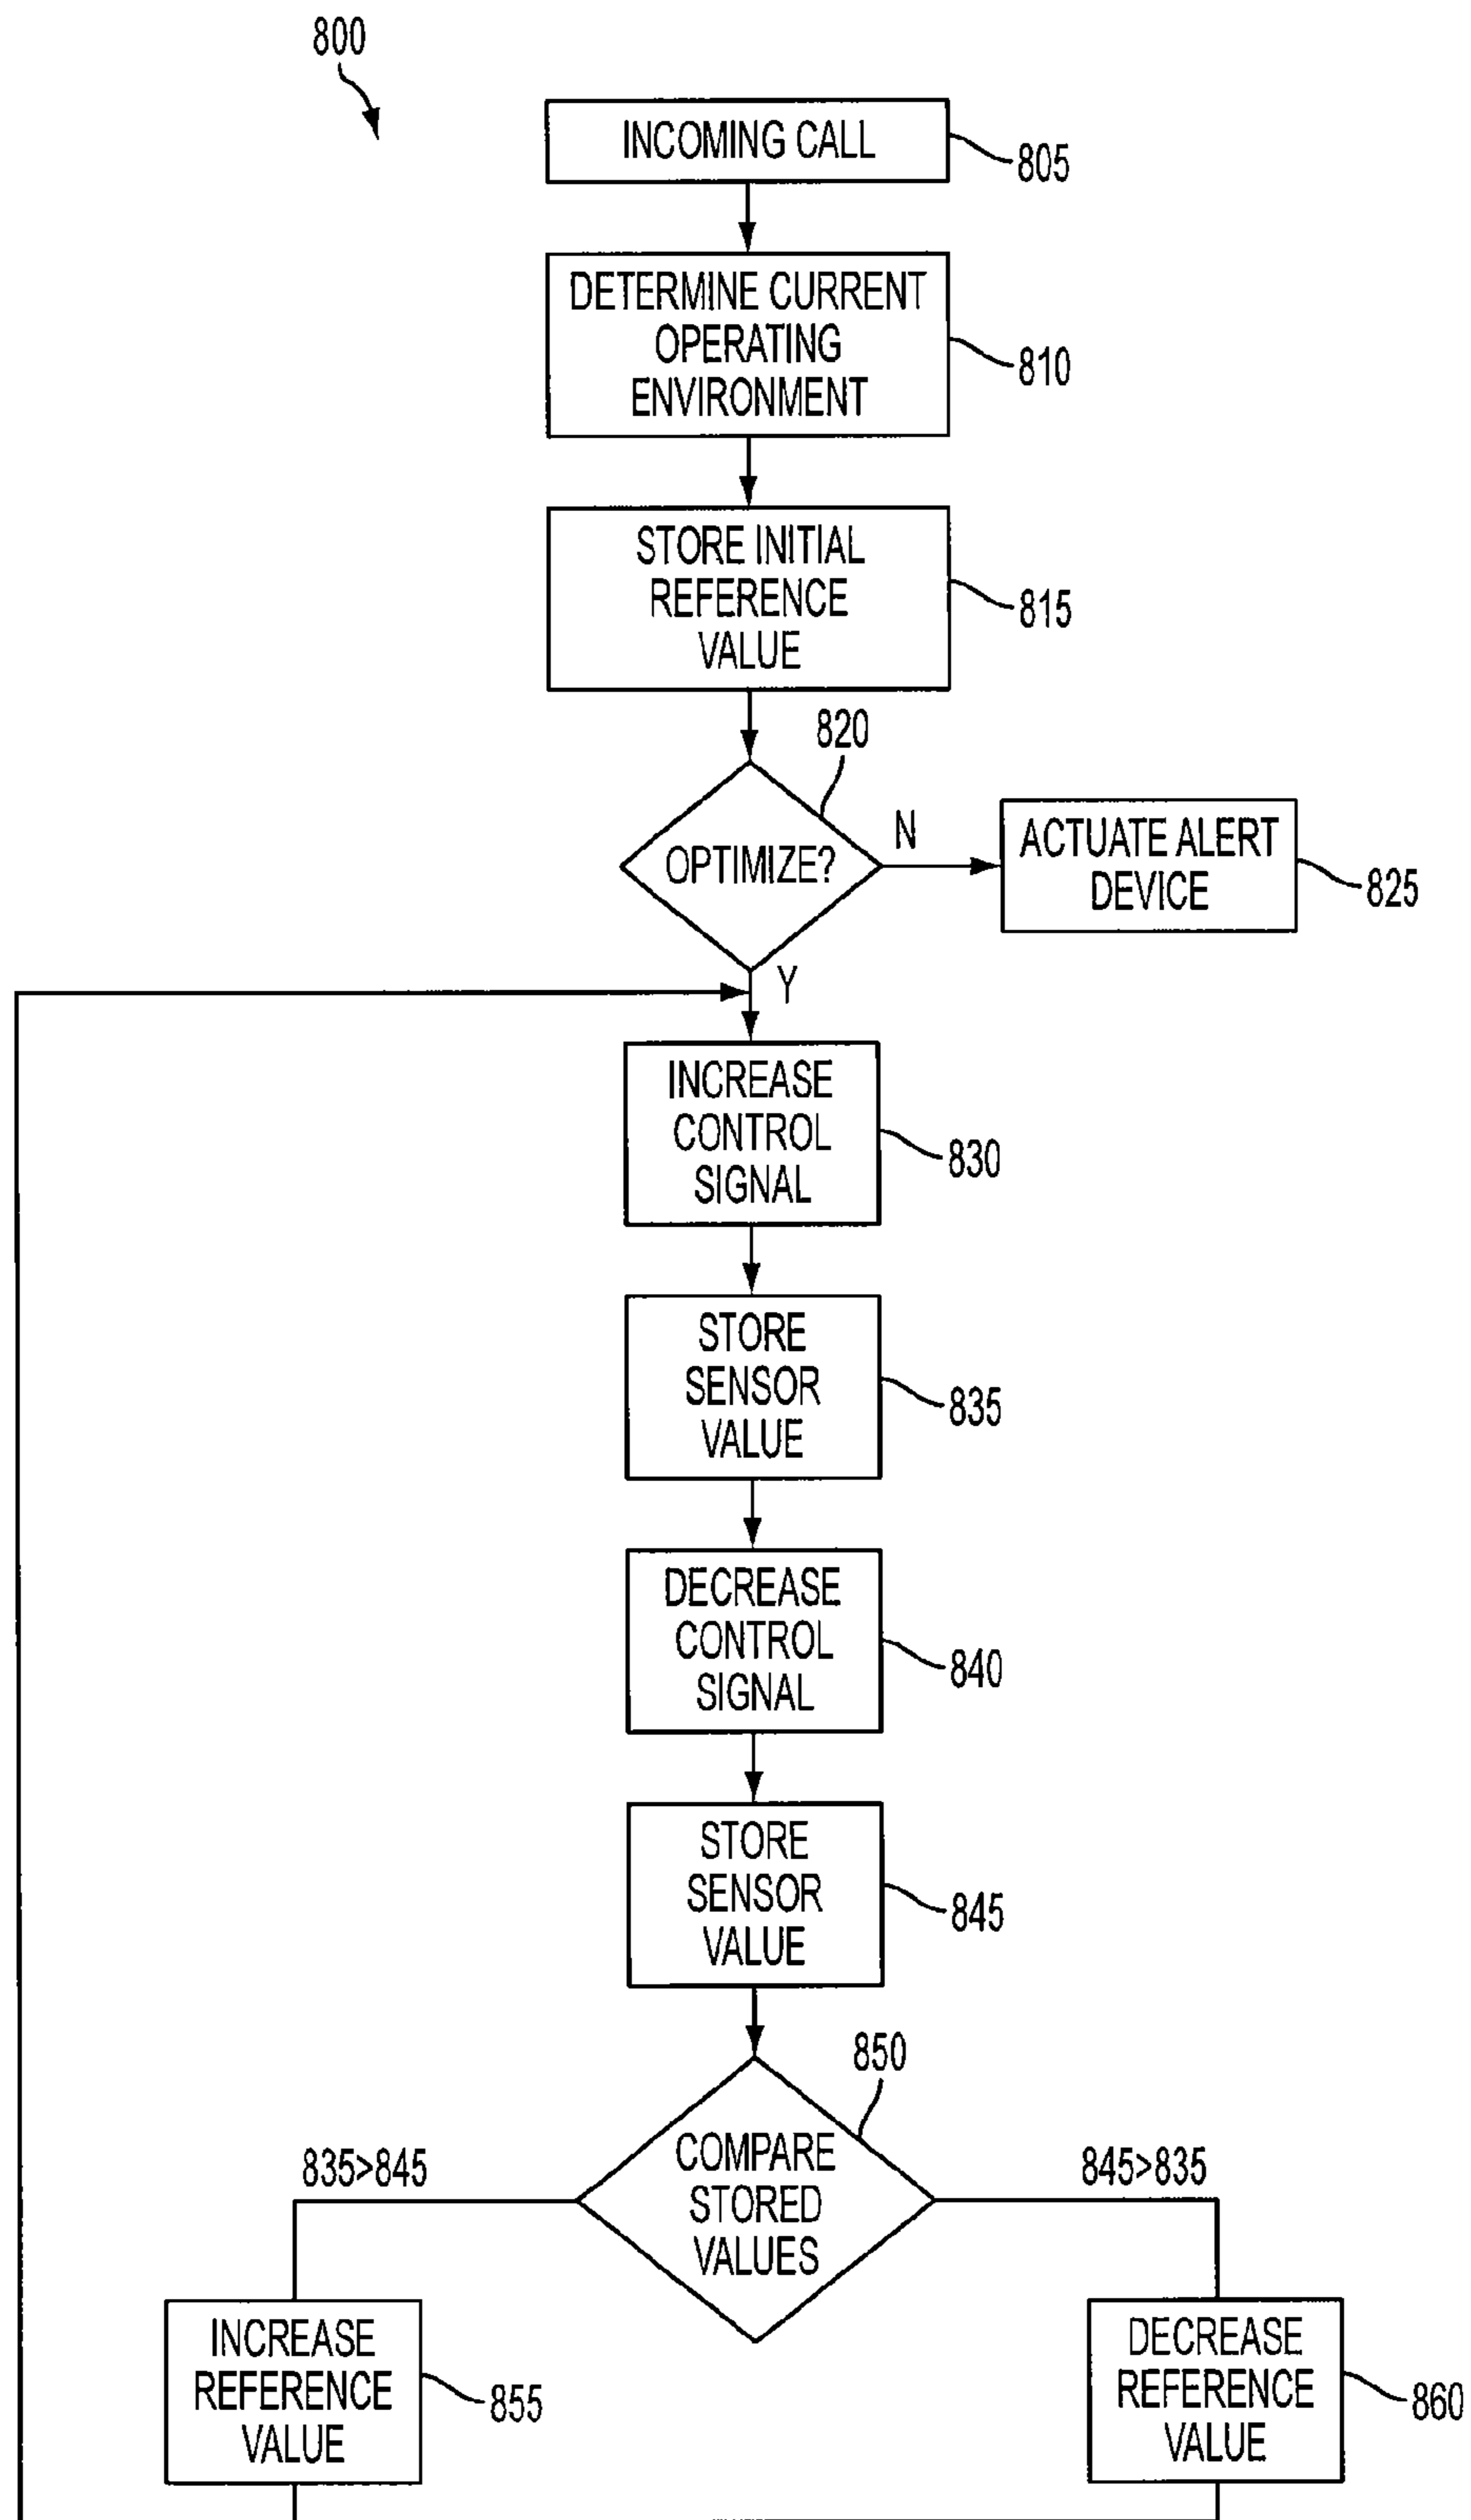 800
INCOMING CALL
805
DETERMINE CURRENT
OPERATING
ENVIRONMENT
810
STORE INITIAL
REFERENCE
VALUE
815
820
OPTIMIZE?
N
ACTUATE ALERT
DEVICE
825
Y
INCREASE
CONTROL
SIGNAL
830
STORE
SENSOR
VALUE
835
DECREASE
CONTROL
SIGNAL
840
STORE
SENSOR
VALUE
845
850
COMPARE
STORED
VALUES
835>845
845>835
INCREASE
REFERENCE
VALUE
855
DECREASE
REFERENCE
VALUE
860